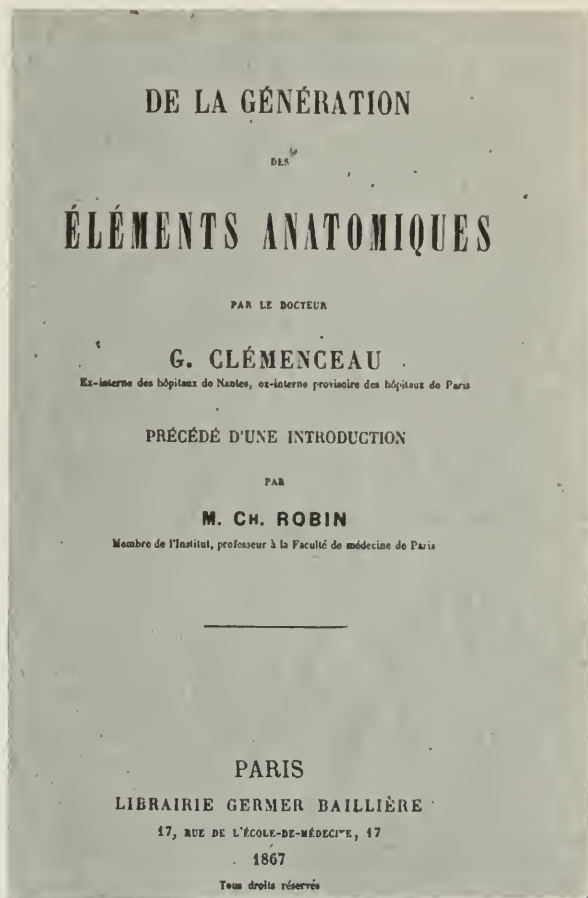 DE LA GÉNÉRATION
DES
ÉLÉMENTS ANATOMIQUES
PAR LE DOCTEUR
G. CLÉMENCEAU
Ex-interne des hôpitaux de Nantes, ex-interne provisoire des hôpitaux de Paris
PRÉCÉDÉ D'UNE INTRODUCTION
PAR
M. CH. ROBIN
Membre de l'Institut, professeur à la Faculté de médecine de Paris
PARIS
LIBRAIRIE GERMER BAILLIÈRE
17, RUE DE L'ÉCOLE-DE-MÉDECINE, 17
1867
Tous droits réservés